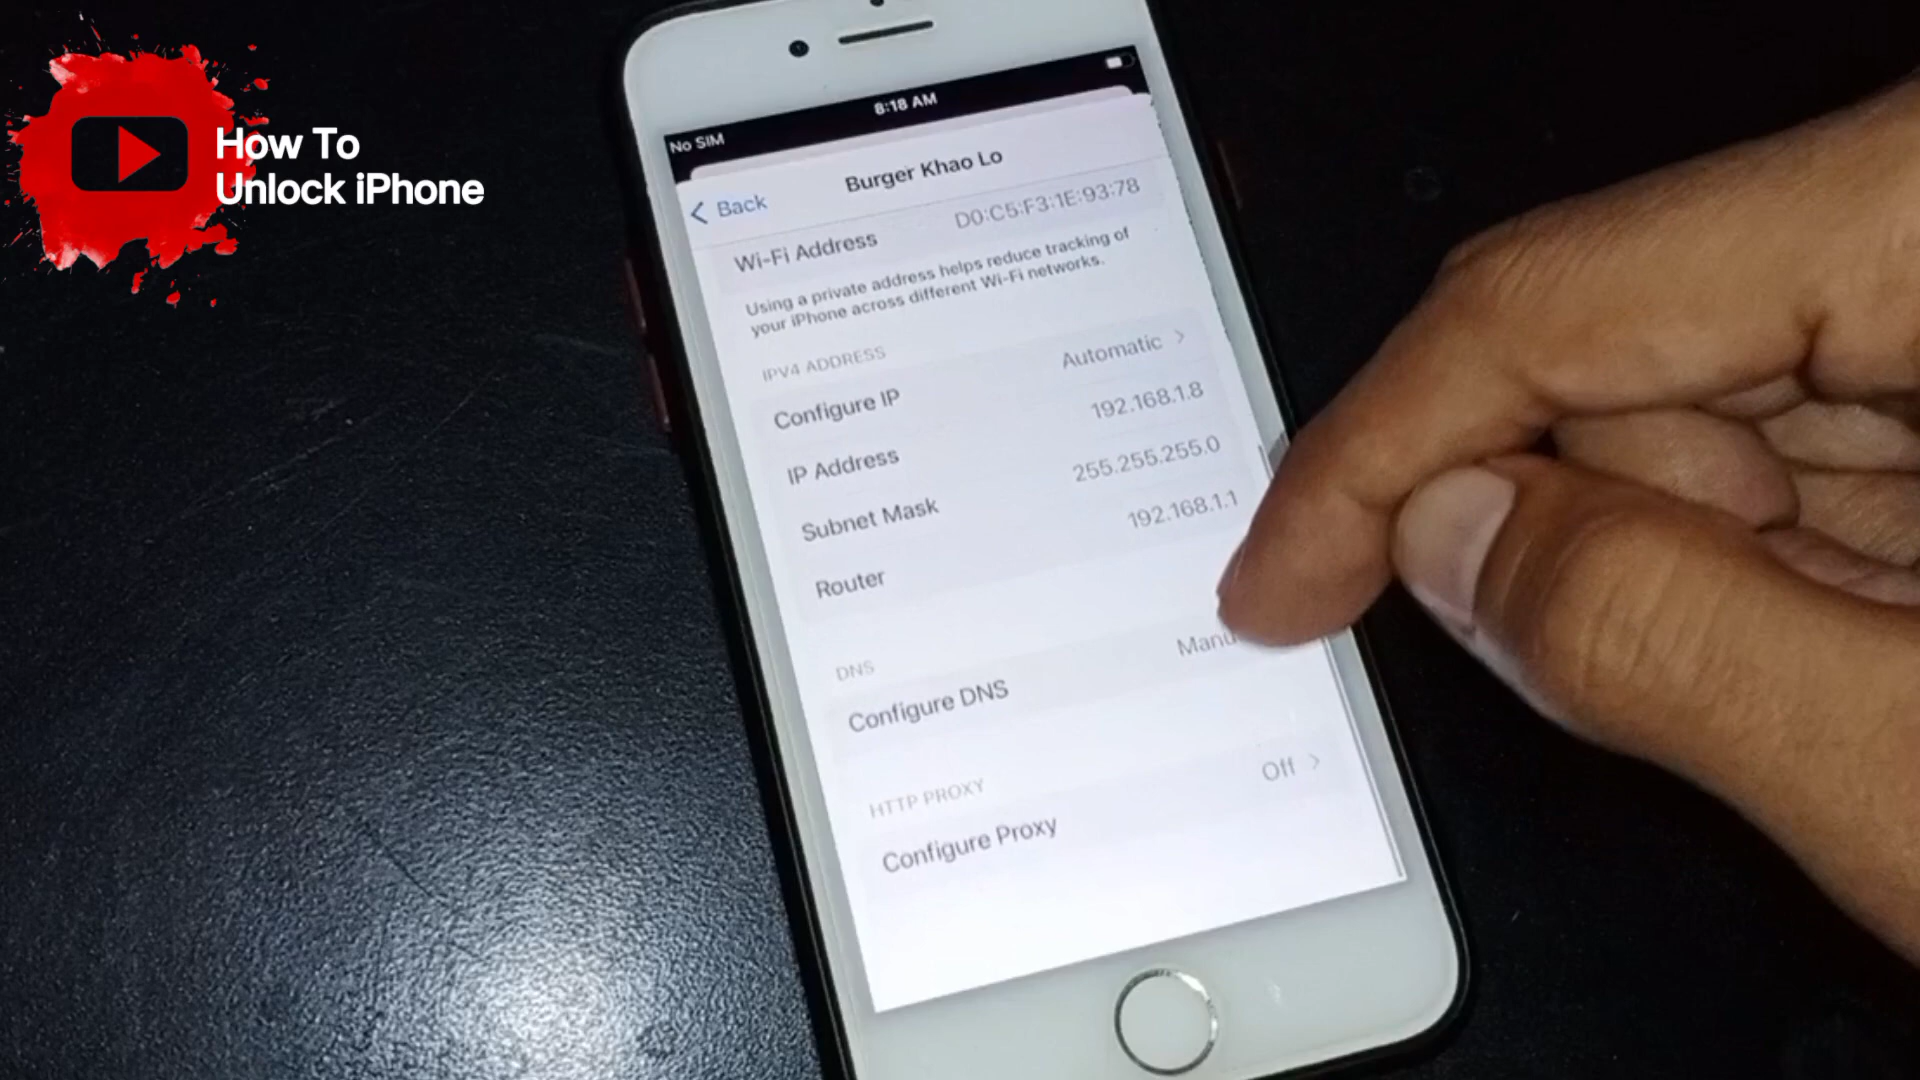 How To
Unlock iPhone
No SIM
8:18 AM
Back
Burger Khao Lo
Wi-Fi Address D0:C5:F3:1E:93:78
Using a private address helps reduce tracking of
your iPhone across different Wi-Fi networks.
IPV4 ADDRESS
Configure IP Automatic
IP Address 192.168.1.8
Subnet Mask 255.255.255.0
Router 192.168.1.1
DNS
Configure DNS Manu
HTTP PROXY
Configure Proxy Off